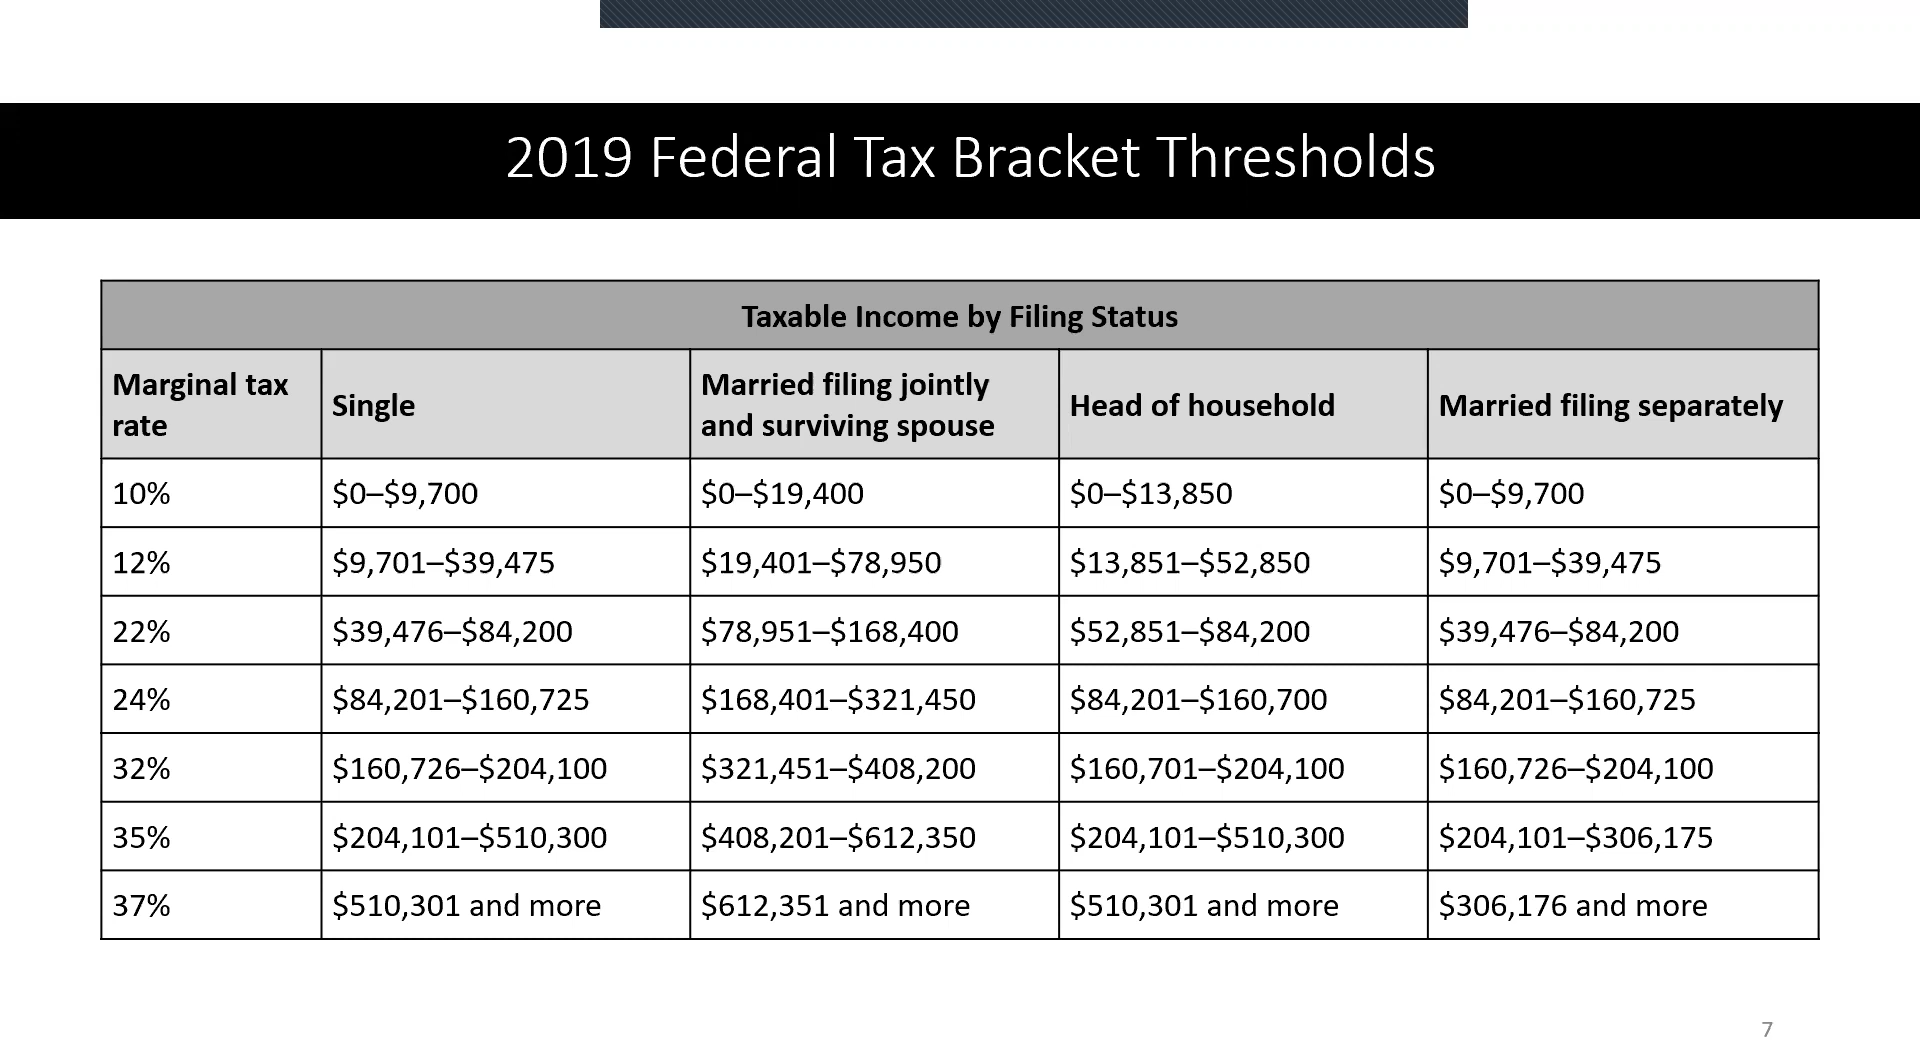 2019 Federal Tax Bracket Thresholds
Taxable Income by Filing Status
Marginal tax rate Single Married filing jointly and surviving spouse Head of household Married filing separately
10% $0–$9,700 $0–$19,400 $0–$13,850 $0–$9,700
12% $9,701–$39,475 $19,401–$78,950 $13,851–$52,850 $9,701–$39,475
22% $39,476–$84,200 $78,951–$168,400 $52,851–$84,200 $39,476–$84,200
24% $84,201–$160,725 $168,401–$321,450 $84,201–$160,700 $84,201–$160,725
32% $160,726–$204,100 $321,451–$408,200 $160,701–$204,100 $160,726–$204,100
35% $204,101–$510,300 $408,201–$612,350 $204,101–$510,300 $204,101–$306,175
37% $510,301 and more $612,351 and more $510,301 and more $306,176 and more
7